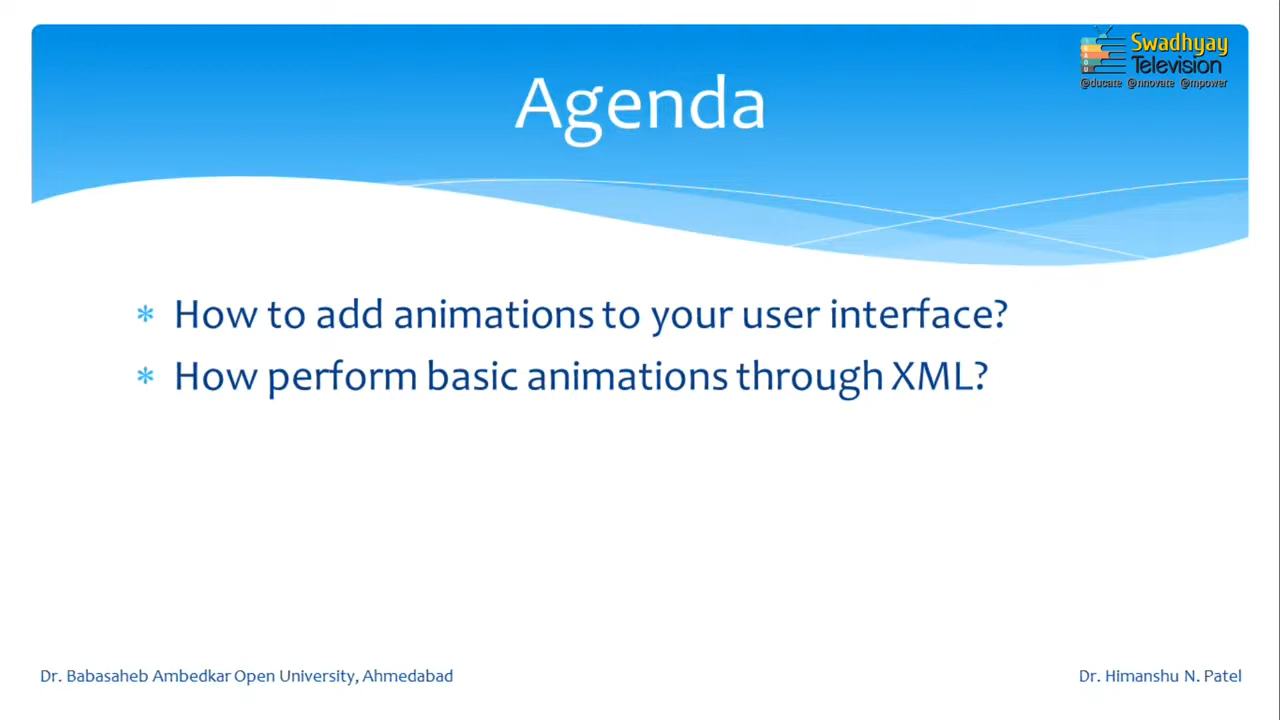 Swadhyay
Television
@ducate @nnovate @mpower
Agenda
* How to add animations to your user interface?
* How perform basic animations through XML?
Dr. Babasaheb Ambedkar Open University, Ahmedabad
Dr. Himanshu N. Patel